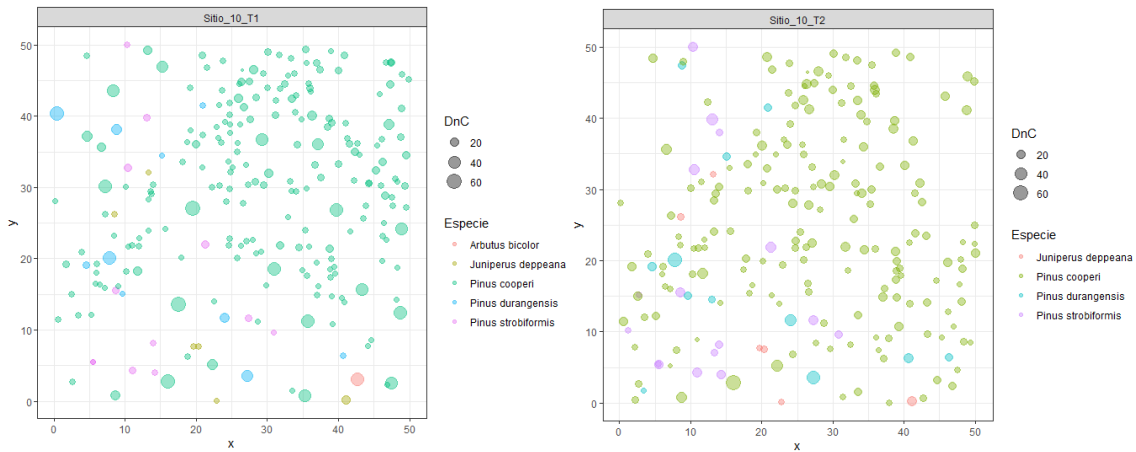 Sitio_10_T1
50
40
30
20
10
0
y
0 10 20 30 40 50
x
DnC
20
40
60
Especie
Arbutus bicolor
Juniperus deppeana
Pinus cooperi
Pinus durangensis
Pinus strobiformis
Sitio_10_T2
50
40
30
20
10
0
y
0 10 20 30 40 50
x
DnC
20
40
60
Especie
Juniperus deppeana
Pinus cooperi
Pinus durangensis
Pinus strobiformis